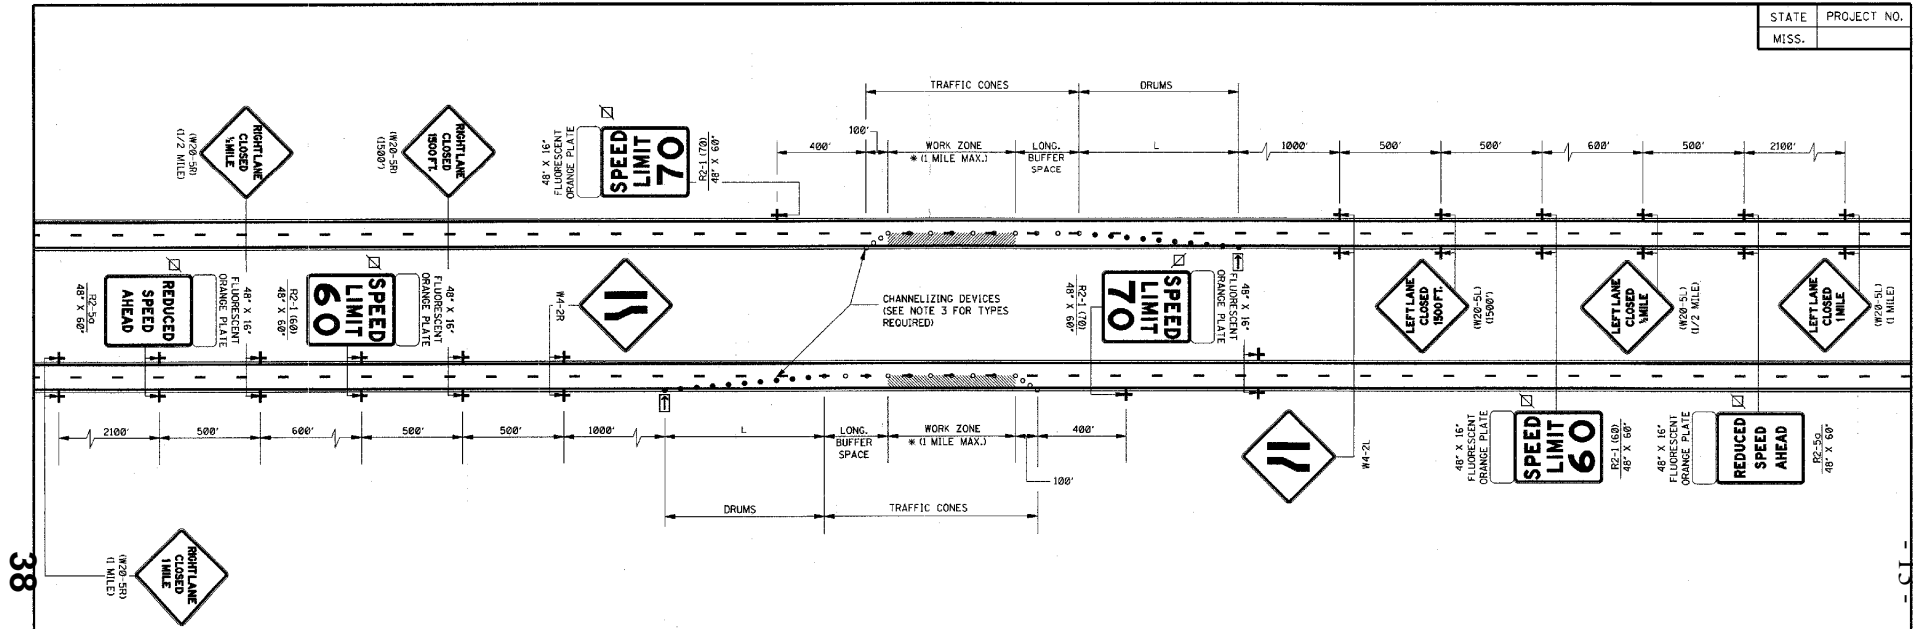 STATE PROJECT NO.
MISS.
TRAFFIC CONES
DRUMS
RIGHT LANE
CLOSED
½ MILE
(W20-5R)
(1/2 MILE)
RIGHT LANE
CLOSED
1500 FT.
(W20-5R)
(1500')
48" X 16"
FLUORESCENT
ORANGE PLATE
SPEED
LIMIT
70
R2-1 (70)
48" X 60"
400'
100'
WORK ZONE
* (1 MILE MAX.)
LONG.
BUFFER
SPACE
L
1000'
500'
500'
600'
500'
2100'
R2-5a
48" X 60"
REDUCED
SPEED
AHEAD
48" X 16"
FLUORESCENT
ORANGE PLATE
R2-1 (60)
48" X 60"
SPEED
LIMIT
60
48" X 16"
FLUORESCENT
ORANGE PLATE
W4-2R
CHANNELIZING DEVICES
(SEE NOTE 3 FOR TYPES
REQUIRED)
R2-1 (70)
48" X 60"
SPEED
LIMIT
70
48" X 16"
FLUORESCENT
ORANGE PLATE
LEFT LANE
CLOSED
1500 FT.
(W20-5L)
(1500')
LEFT LANE
CLOSED
½ MILE
(W20-5L)
(1/2 MILE)
LEFT LANE
CLOSED
1 MILE
(W20-5L)
(1 MILE)
2100'
500'
600'
500'
500'
1000'
L
LONG.
BUFFER
SPACE
WORK ZONE
* (1 MILE MAX.)
400'
100'
DRUMS
TRAFFIC CONES
W4-2L
48" X 16"
FLUORESCENT
ORANGE PLATE
SPEED
LIMIT
60
R2-1 (60)
48" X 60"
48" X 16"
FLUORESCENT
ORANGE PLATE
REDUCED
SPEED
AHEAD
R2-5a
48" X 60"
(W20-5R)
(1 MILE)
RIGHT LANE
CLOSED
1 MILE
38